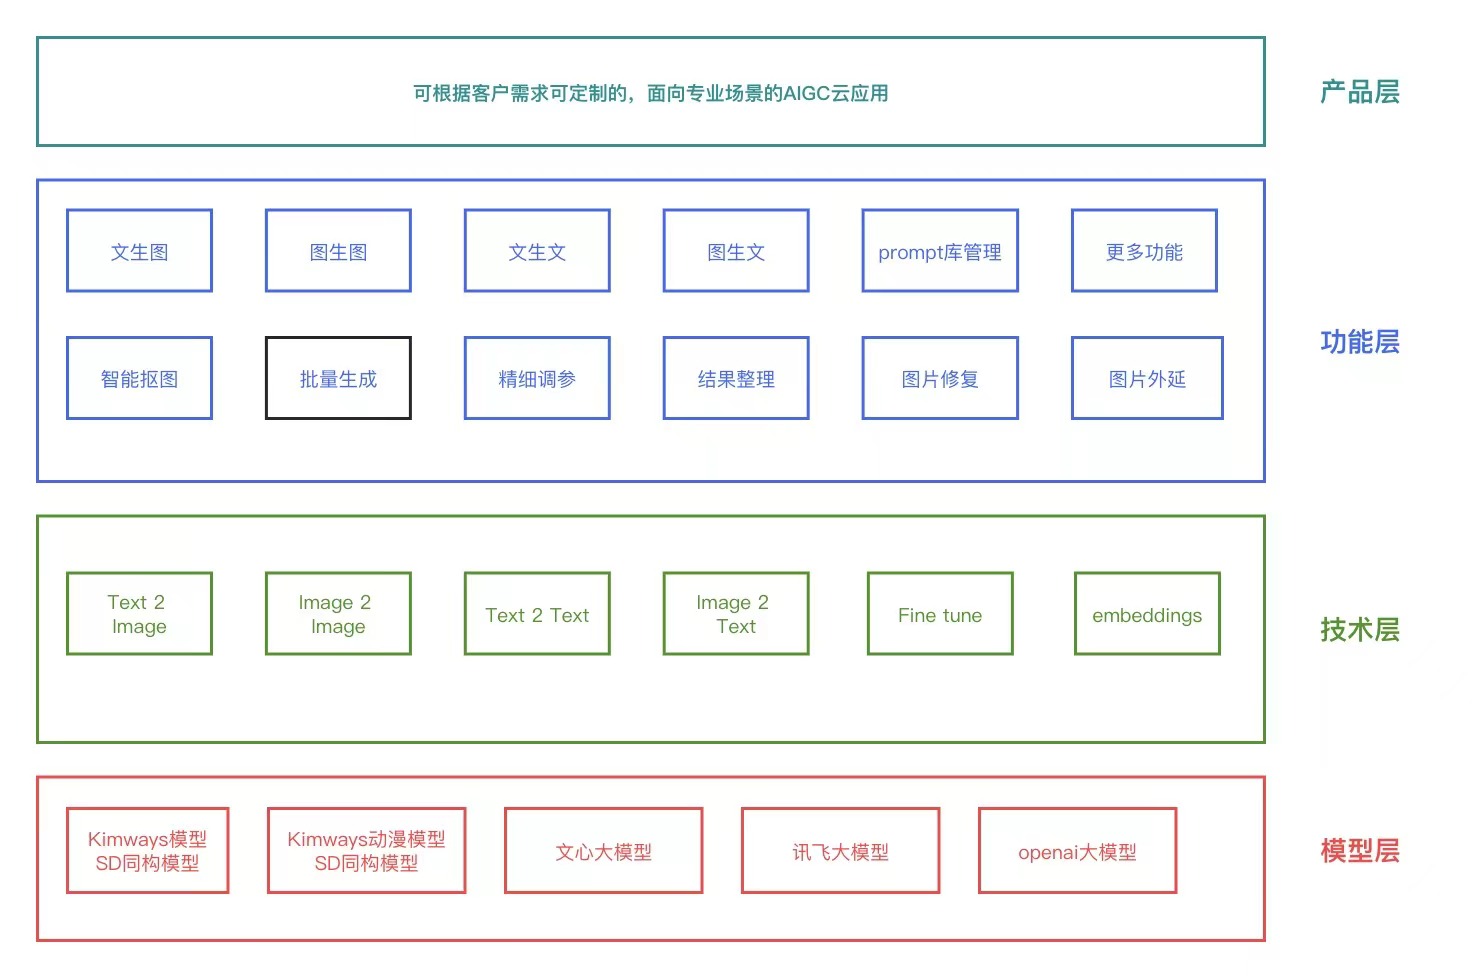 可根据客户需求可定制的，面向专业场景的AIGC云应用
产品层
文生图
图生图
文生文
图生文
prompt库管理
更多功能
智能抠图
批量生成
精细调参
结果整理
图片修复
图片外延
功能层
Text 2
Image
Image 2
Image
Text 2 Text
Image 2
Text
Fine tune
embeddings
技术层
Kimways模型
SD同构模型
Kimways动漫模型
SD同构模型
文心大模型
讯飞大模型
openai大模型
模型层